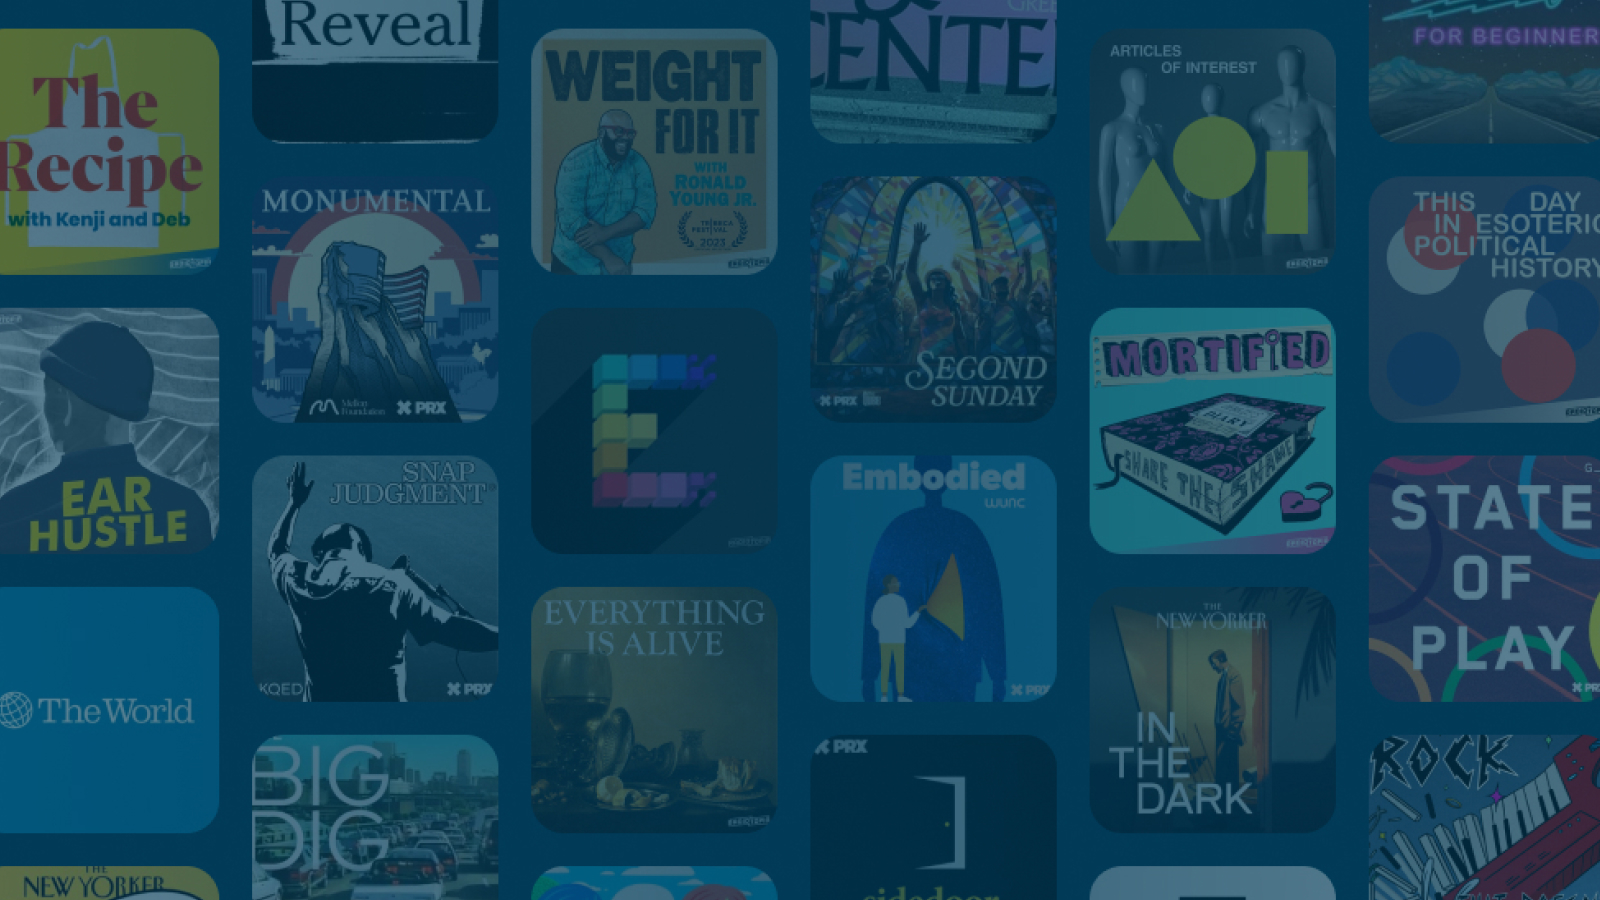 The
Recipe
with Kenji and Deb
EAR
HUSTLE
The World
THE
NEW YORKER
Reveal
MONUMENTAL
Mellon
Foundation
PRX
SNAP
JUDGMENT
KQED
PRX
BIG
DIG
WEIGHT
FOR IT
WITH
RONALD
YOUNG JR.
TRIBECA
FESTIVAL
2023
EVERYTHING
IS ALIVE
CENTE
SECOND
SUNDAY
PRX
Embodied
WUNC
PRX
PRX
sidedoor
ARTICLES
OF INTEREST
MORTIFIED
DIARY
SHARE THE SHAME
THE
NEW YORKER
IN
THE
DARK
FOR BEGINNER
THIS DAY
IN ESOTERIC
POLITICAL
HISTORY
STATE
OF
PLAY
PRX
ROCK